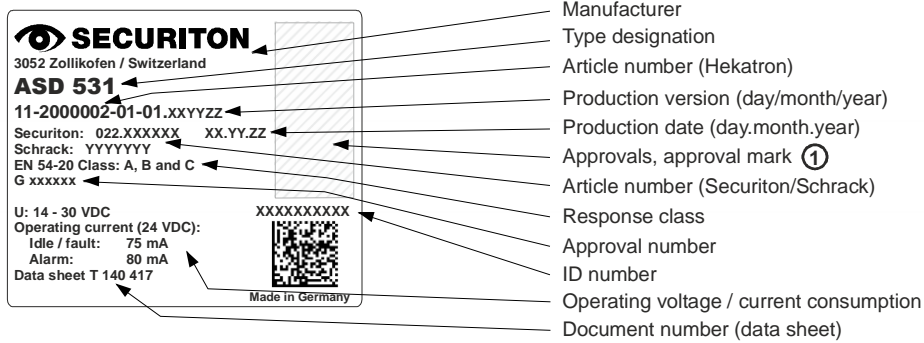 SECURITON
3052 Zollikofen / Switzerland
ASD 531
11-2000002-01-01.XXYYZZ
Securiton: 022.XXXXXX XX.YY.ZZ
Schrack: YYYYYYY
EN 54-20 Class: A, B and C
G xxxxxx
U: 14 - 30 VDC
Operating current (24 VDC):
Idle / fault: 75 mA
Alarm: 80 mA
Data sheet T 140 417
XXXXXXXXXX
Made in Germany
Manufacturer
Type designation
Article number (Hekatron)
Production version (day/month/year)
Production date (day.month.year)
Approvals, approval mark 1
Article number (Securiton/Schrack)
Response class
Approval number
ID number
Operating voltage / current consumption
Document number (data sheet)